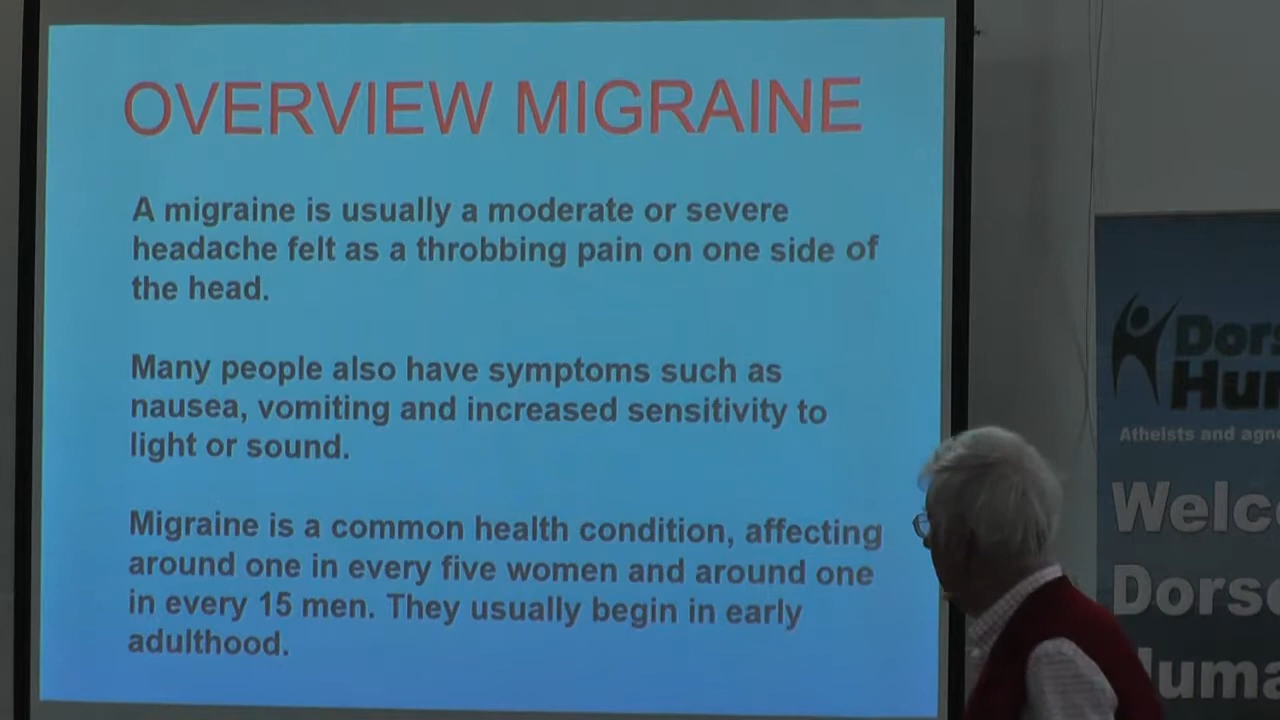 OVERVIEW MIGRAINE
A migraine is usually a moderate or severe
headache felt as a throbbing pain on one side of
the head.
Many people also have symptoms such as
nausea, vomiting and increased sensitivity to
light or sound.
Migraine is a common health condition, affecting
around one in every five women and around one
in every 15 men. They usually begin in early
adulthood.
Atheists and